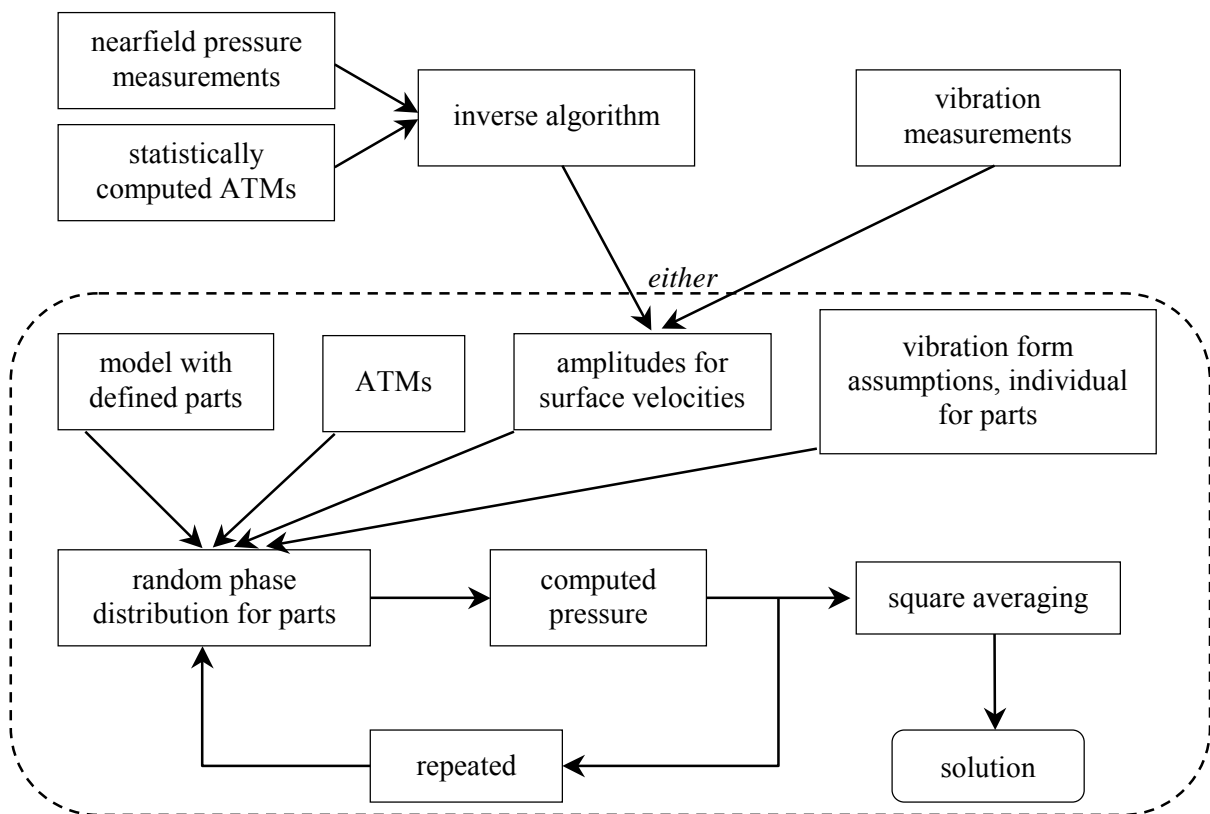 nearfield pressure
measurements
statistically
computed ATMs
inverse algorithm
vibration
measurements
either
model with
defined parts
ATMs
amplitudes for
surface velocities
vibration form
assumptions, individual
for parts
random phase
distribution for parts
computed
pressure
square averaging
repeated
solution